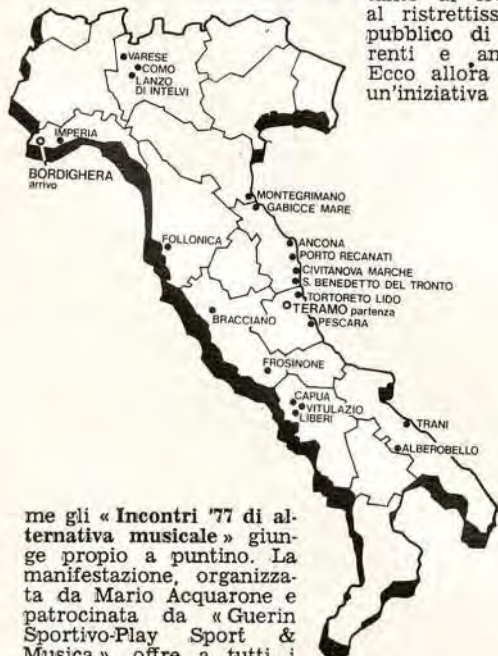 al ristrettiss
pubblico di
renti e an
Ecco allora
un'iniziativa
VARESE
COMO
LANZO
DI INTELVI
IMPERIA
BORDIGHERA
arrivo
MONTEGRIMANO
GABICCE MARE
FOLLONICA
ANCONA
PORTO RECANATI
CIVITANOVA MARCHE
S. BENEDETTO DEL TRONTO
TORTORETO LIDO
TERAMO partenza
BRACCIANO
PESCARA
FROSINONE
CAPUA
VITULAZIO
LIBERI
TRANI
ALBEROBELLO
me gli « Incontri '77 di al-
ternativa musicale » giun-
ge propio a puntino. La
manifestazione, organizza-
ta da Mario Acquarone e
patrocinata da « Guerin
Sportivo-Play Sport &
Musica », offre a tutti i